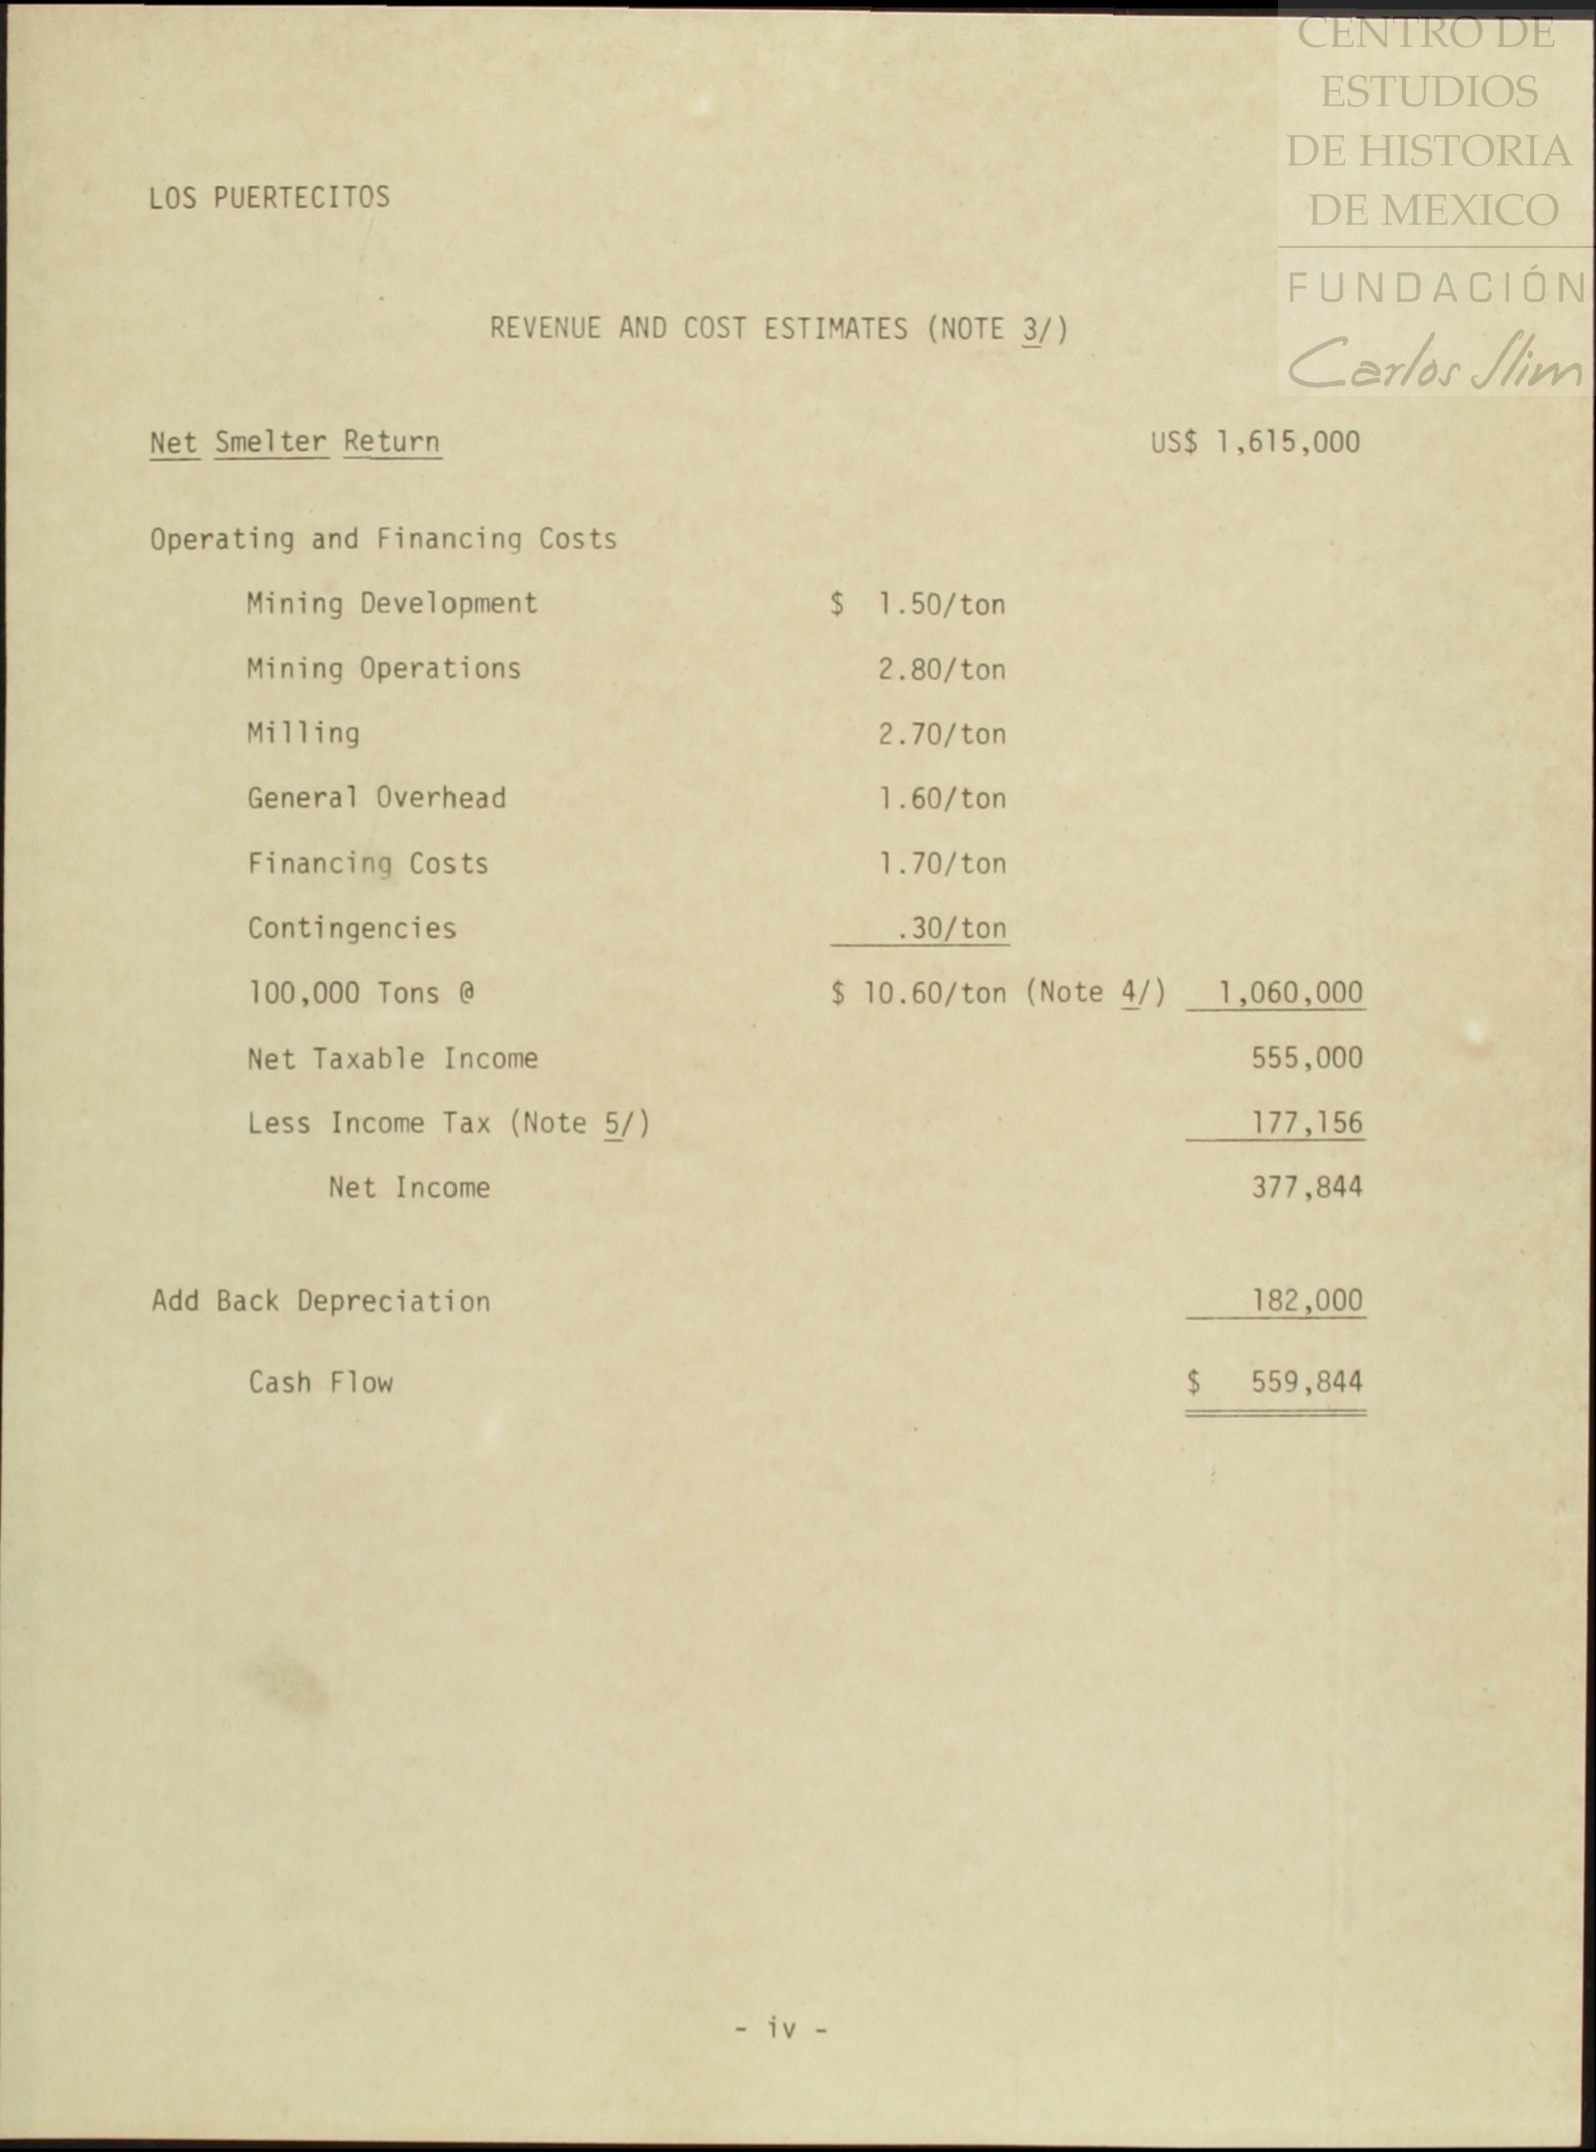 CENTRO DE
ESTUDIOS
DE HISTORIA
DE MEXICO
FUNDACIÓN
Carlos Slim
LOS PUERTECITOS
REVENUE AND COST ESTIMATES (NOTE 3/)
Net Smelter Return US$ 1,615,000
Operating and Financing Costs
Mining Development $ 1.50/ton
Mining Operations 2.80/ton
Milling 2.70/ton
General Overhead 1.60/ton
Financing Costs 1.70/ton
Contingencies .30/ton
100,000 Tons @ $ 10.60/ton (Note 4/) 1,060,000
Net Taxable Income 555,000
Less Income Tax (Note 5/) 177,156
Net Income 377,844
Add Back Depreciation 182,000
Cash Flow $ 559,844
- iv -